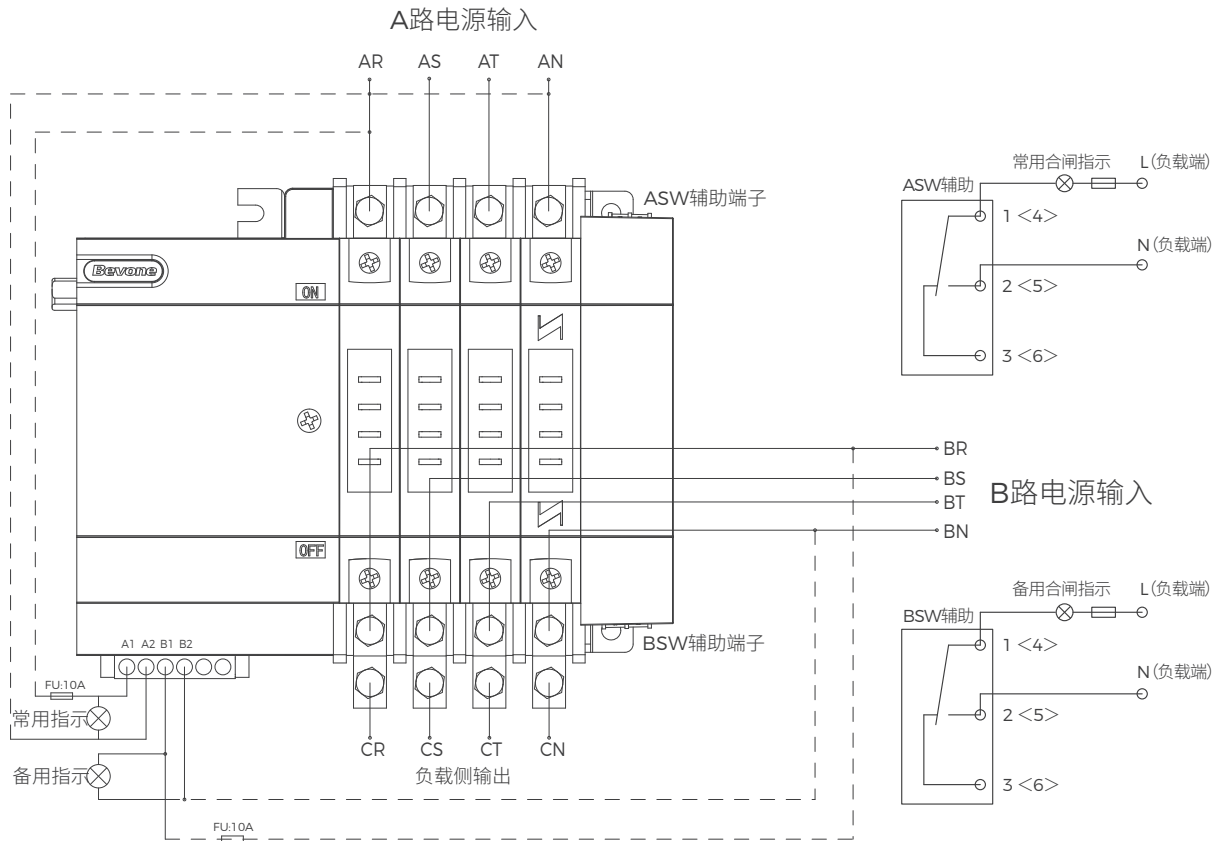 A路电源输入
AR AS AT AN
ASW辅助端子
Bevone
ON
OFF
BSW辅助端子
A1 A2 B1 B2
FU:10A
常用指示
备用指示
CR CS CT CN
负载侧输出
FU:10A
BR
BS
BT
BN
B路电源输入
常用合闸指示 L(负载端)
ASW辅助
1 <4>
N(负载端)
2 <5>
3 <6>
备用合闸指示 L(负载端)
BSW辅助
1 <4>
N(负载端)
2 <5>
3 <6>